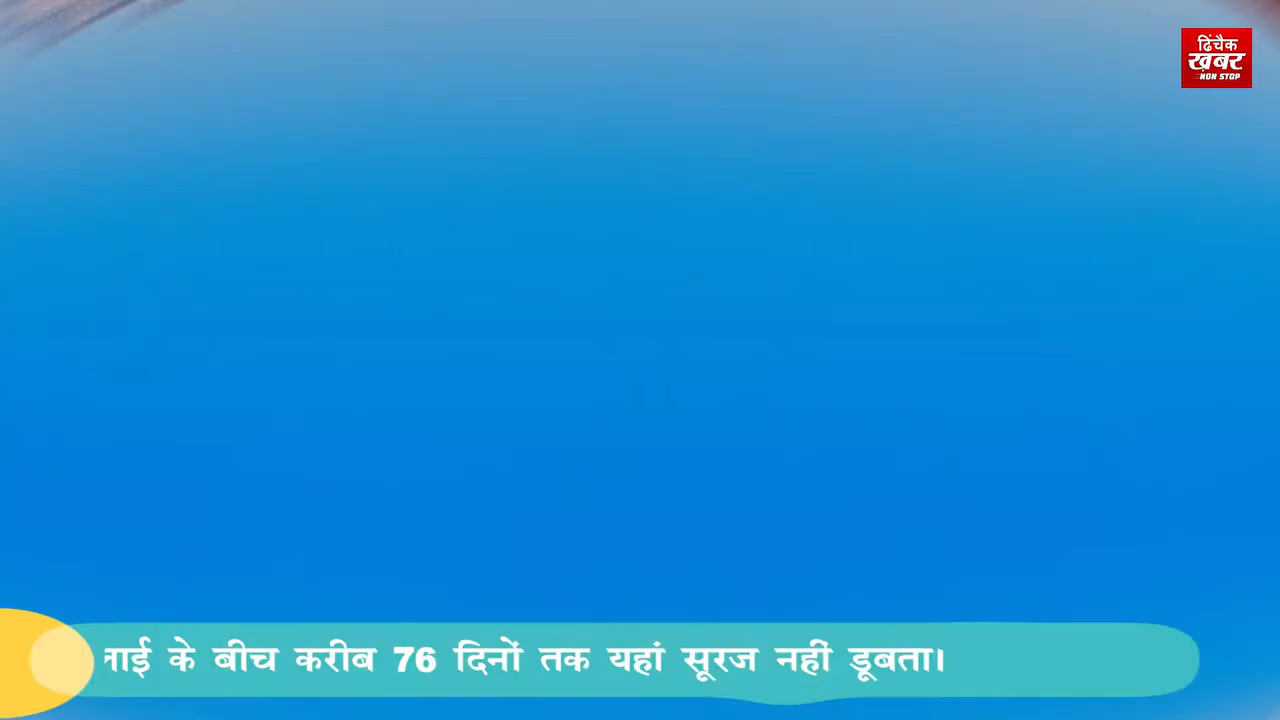 ढिंचैक
ख़बर
NON STOP
के बीच करीब 76 दिनों तक यहां सूरज नहीं डूबता।